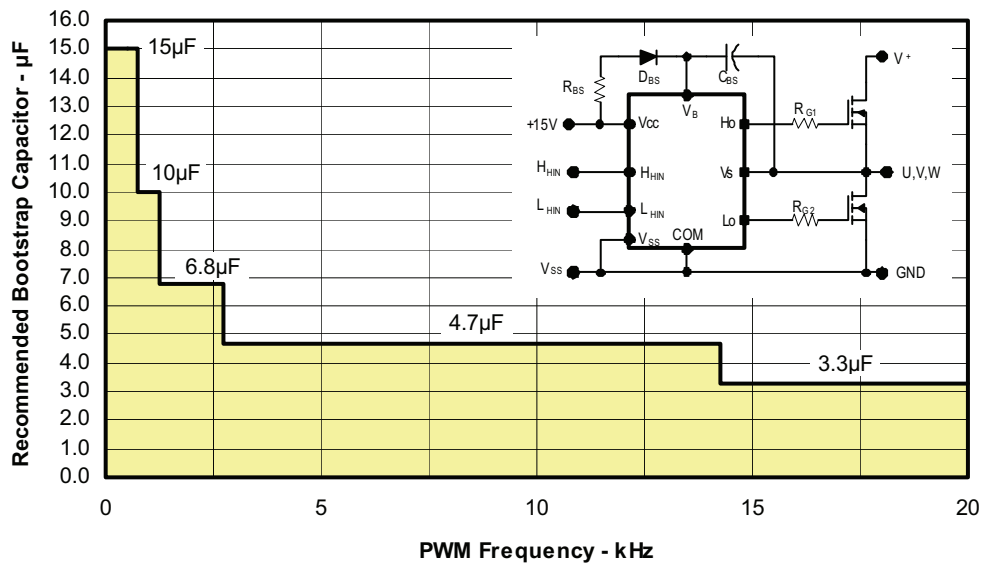 Recommended Bootstrap Capacitor - µF
16.0
15.0
14.0
13.0
12.0
11.0
10.0
9.0
8.0
7.0
6.0
5.0
4.0
3.0
2.0
1.0
0.0
15µF
10µF
6.8µF
4.7µF
3.3µF
DBS
CBS
V+
RBS
VB
+15V
Vcc
Ho
RG1
HHIN
HHIN
Vs
U,V,W
LHIN
LHIN
Lo
RG2
VSS
COM
VSS
GND
0
5
10
15
20
PWM Frequency - kHz